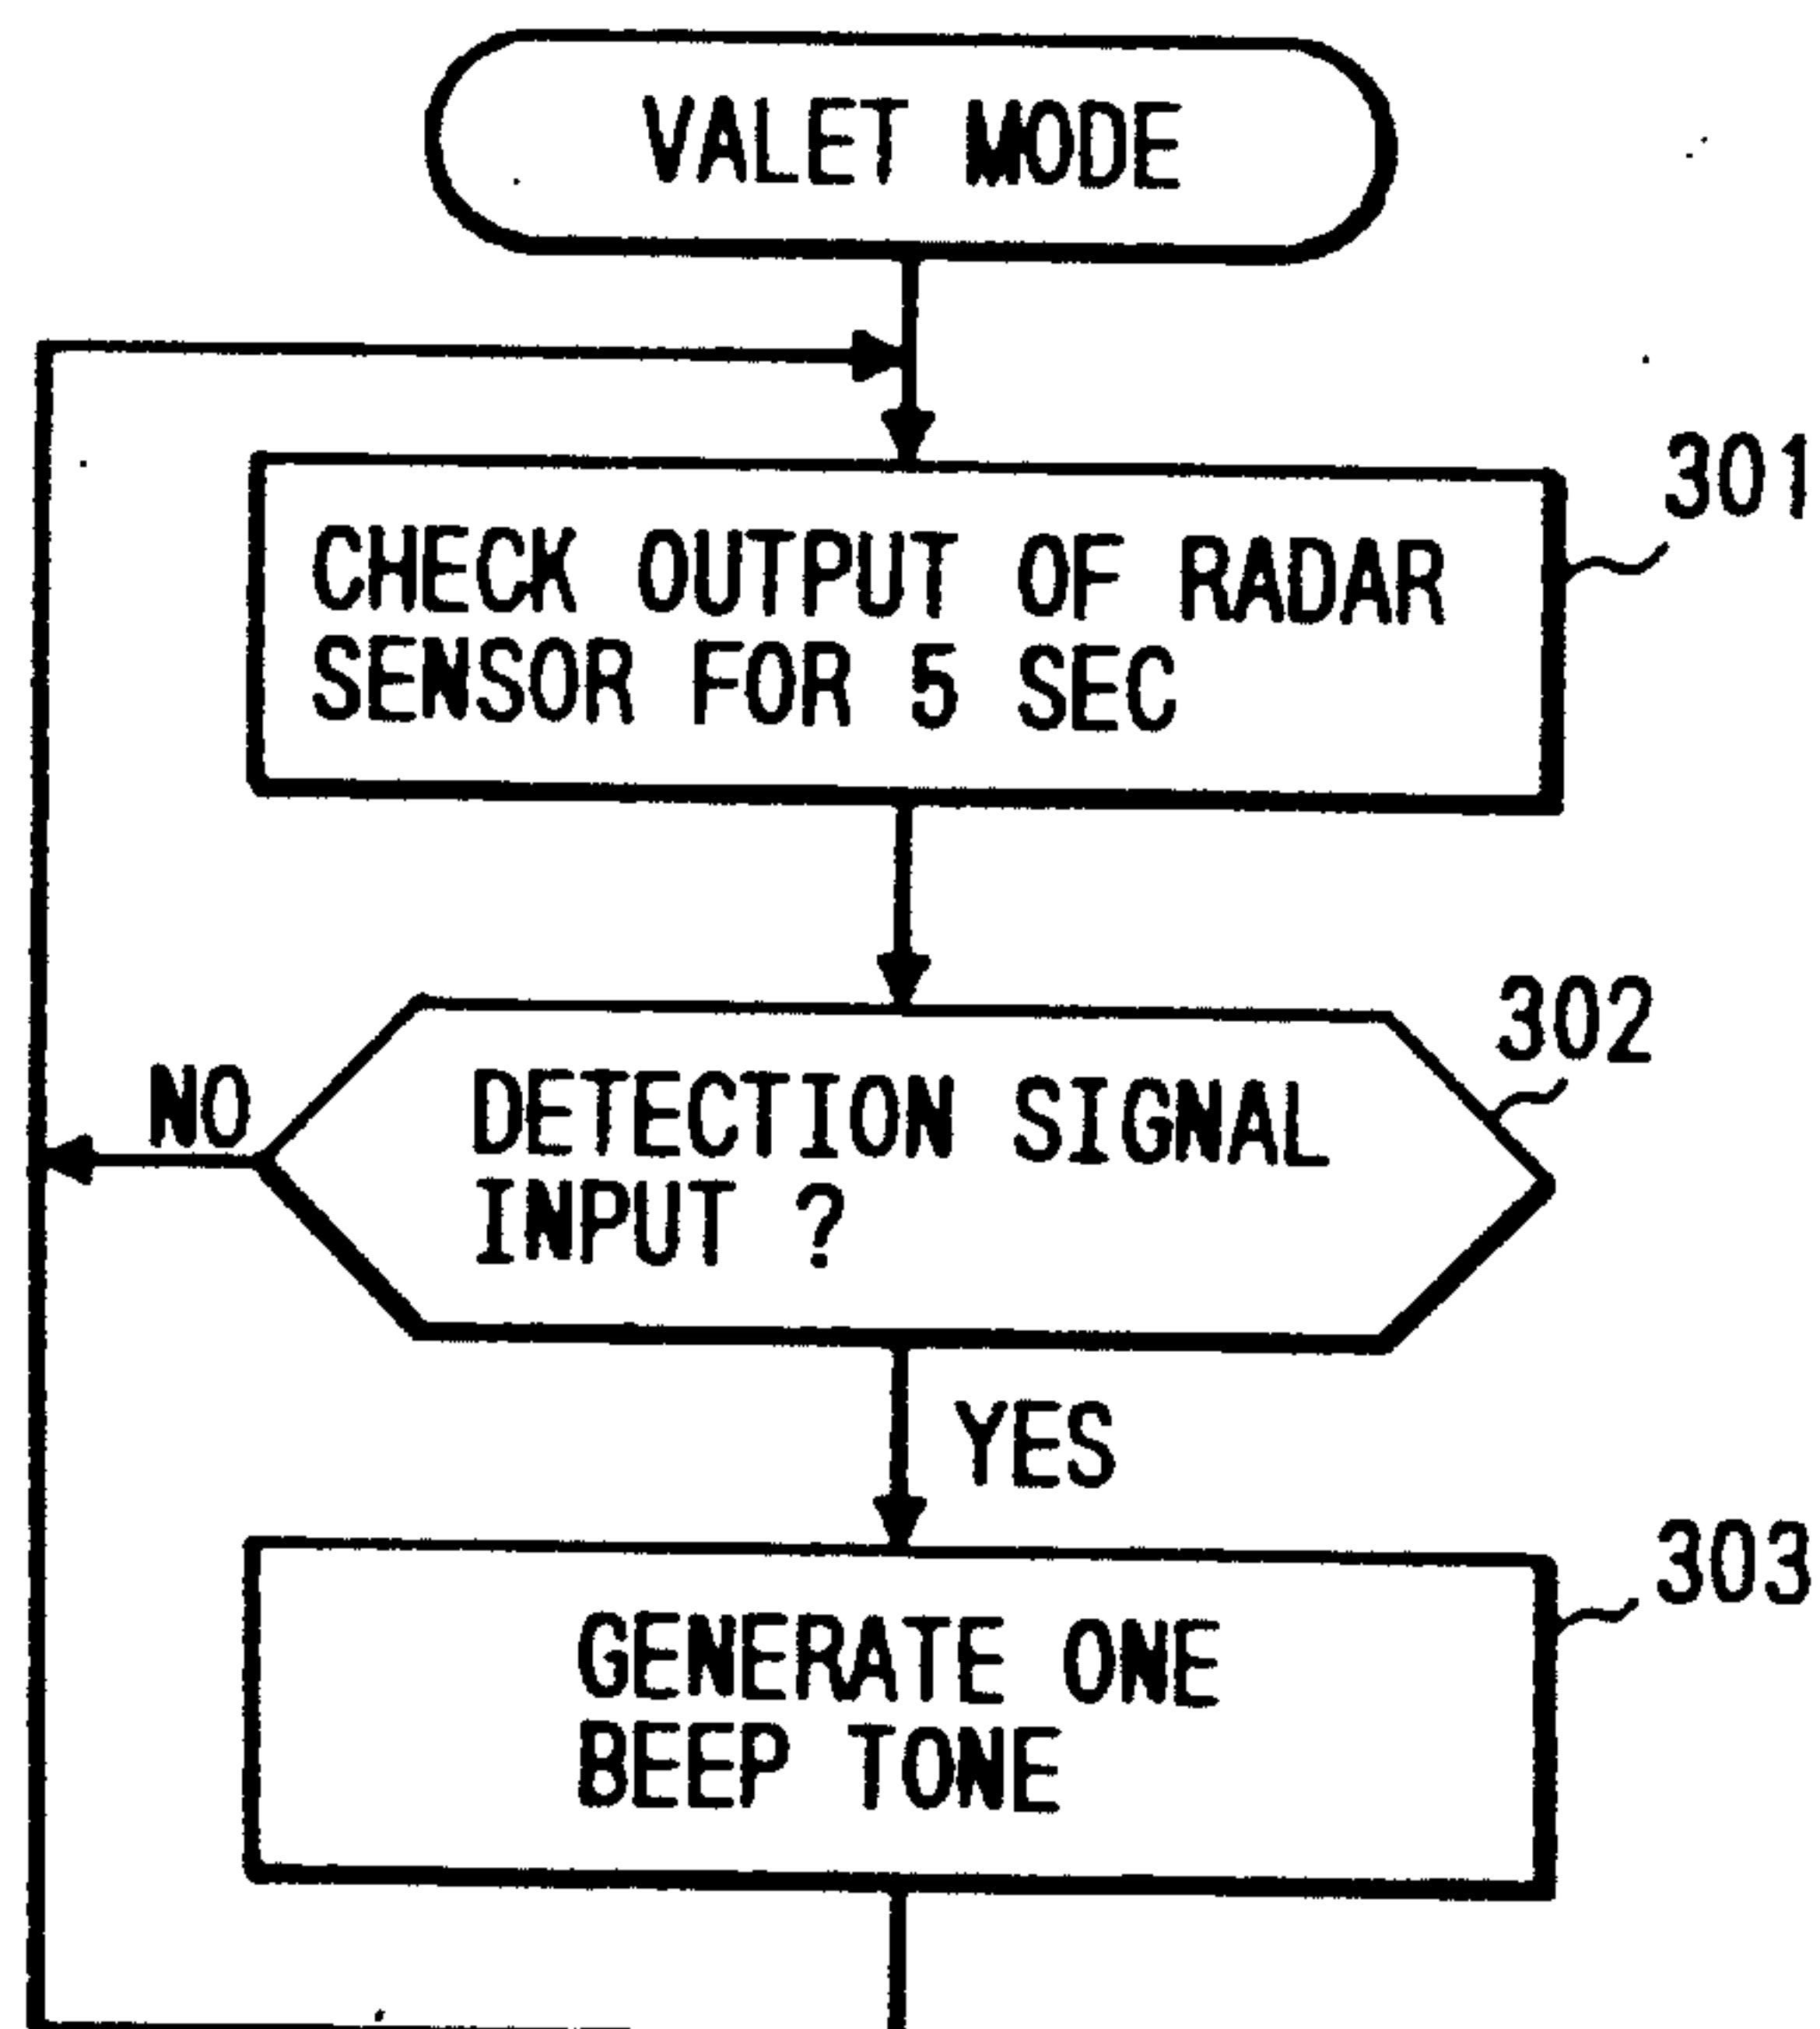 VALET MODE
301
CHECK OUTPUT OF RADAR
SENSOR FOR 5 SEC
302
NO
DETECTION SIGNAL
INPUT ?
YES
303
GENERATE ONE
BEEP TONE